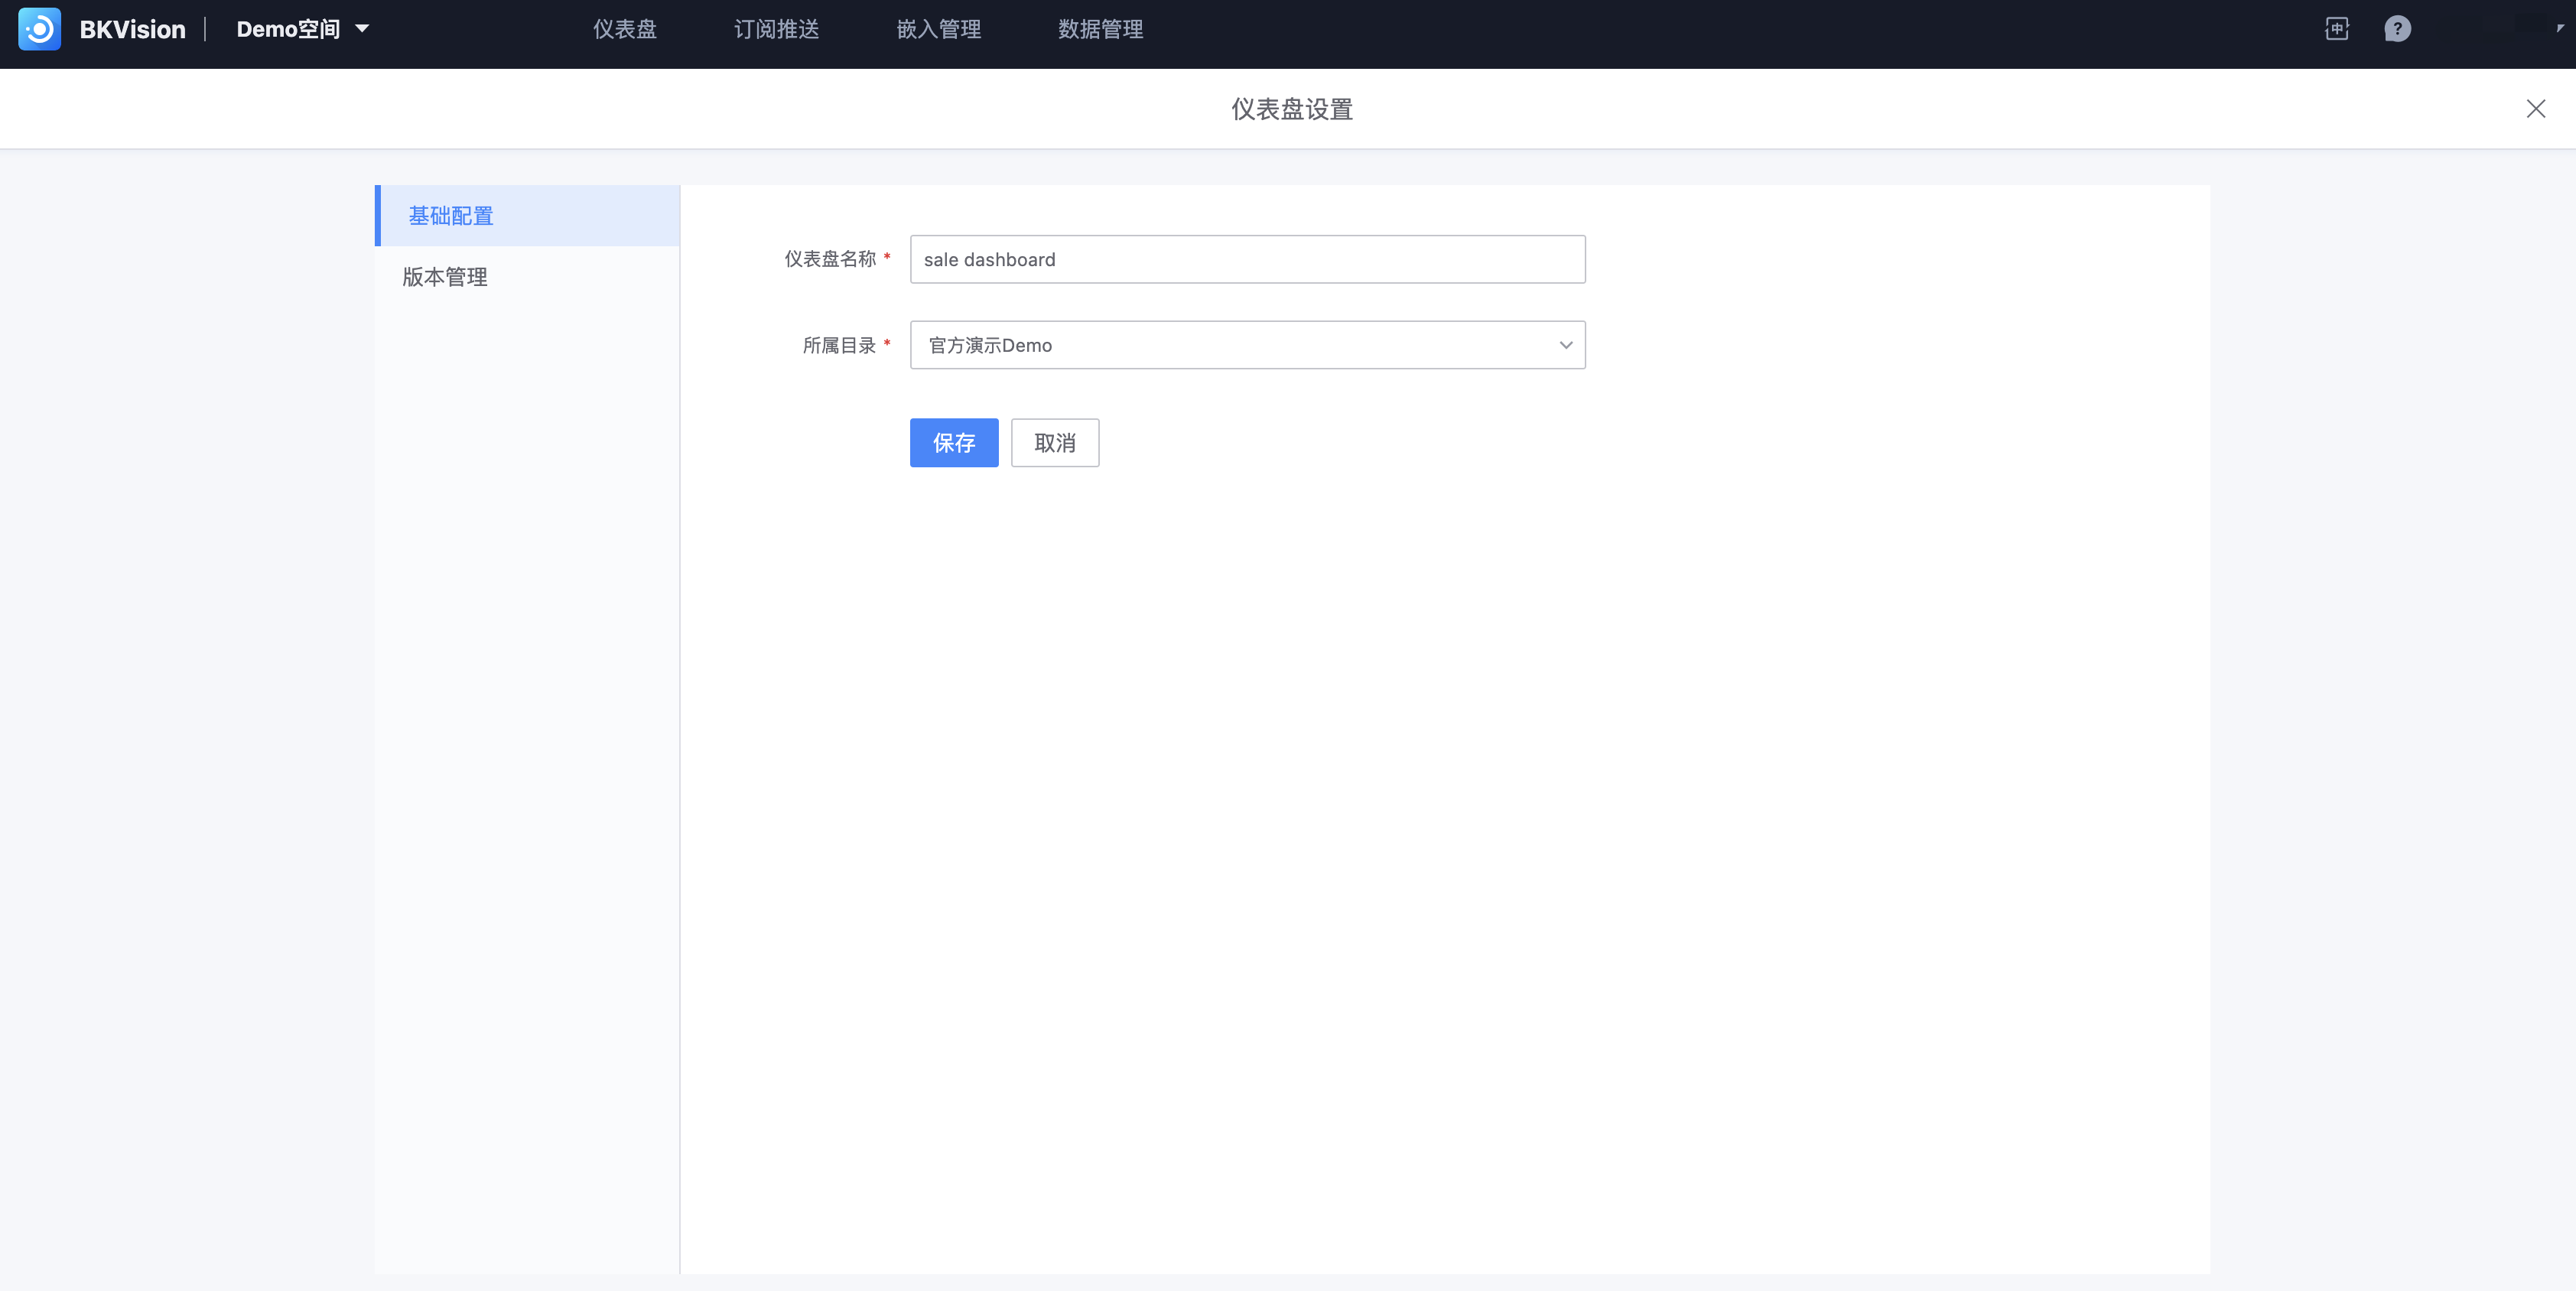 BKVision Demo空间 仪表盘 订阅推送 嵌入管理 数据管理 中 ?
仪表盘设置
基础配置
版本管理
仪表盘名称 * sale dashboard
所属目录 * 官方演示Demo
保存 取消